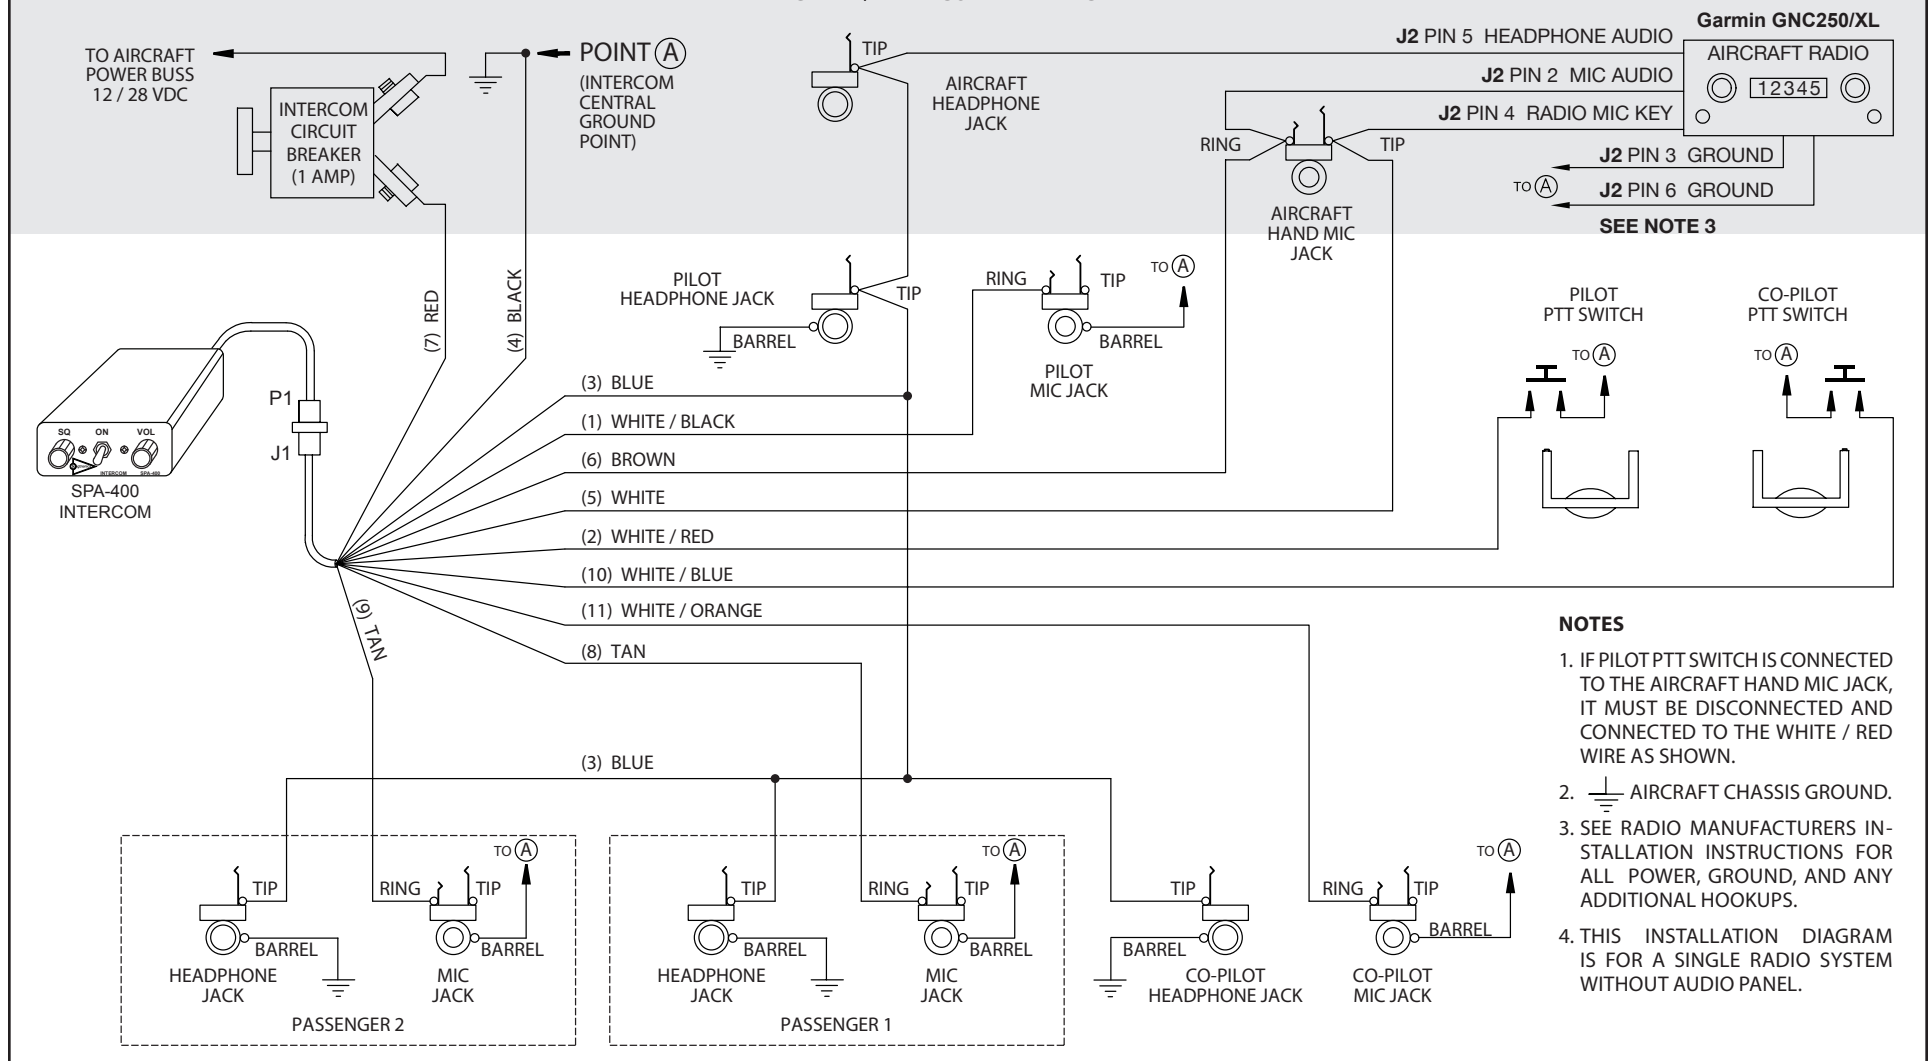 Garmin GNC250/XL
TO AIRCRAFT
POWER BUSS
12 / 28 VDC
POINT A
(INTERCOM
CENTRAL
GROUND
POINT)
INTERCOM
CIRCUIT
BREAKER
(1 AMP)
TIP
AIRCRAFT
HEADPHONE
JACK
J2 PIN 5 HEADPHONE AUDIO
J2 PIN 2 MIC AUDIO
J2 PIN 4 RADIO MIC KEY
AIRCRAFT RADIO
12345
RING
TIP
AIRCRAFT
HAND MIC
JACK
J2 PIN 3 GROUND
TO A
J2 PIN 6 GROUND
SEE NOTE 3
(7) RED
(4) BLACK
PILOT
HEADPHONE JACK
TIP
BARREL
RING
TIP
TO A
BARREL
PILOT
MIC JACK
PILOT
PTT SWITCH
TO A
CO-PILOT
PTT SWITCH
TO A
P1
J1
SQ
ON
VOL
INTERCOM
SPA-400
SPA-400
INTERCOM
(3) BLUE
(1) WHITE / BLACK
(6) BROWN
(5) WHITE
(2) WHITE / RED
(10) WHITE / BLUE
(11) WHITE / ORANGE
(8) TAN
(9) TAN
(3) BLUE
TIP
BARREL
HEADPHONE
JACK
RING
TIP
TO A
BARREL
MIC
JACK
PASSENGER 2
TIP
BARREL
HEADPHONE
JACK
RING
TIP
TO A
BARREL
MIC
JACK
PASSENGER 1
TIP
BARREL
CO-PILOT
HEADPHONE JACK
RING
TIP
TO A
BARREL
CO-PILOT
MIC JACK
NOTES
1. IF PILOT PTT SWITCH IS CONNECTED
TO THE AIRCRAFT HAND MIC JACK,
IT MUST BE DISCONNECTED AND
CONNECTED TO THE WHITE / RED
WIRE AS SHOWN.
2. AIRCRAFT CHASSIS GROUND.
3. SEE RADIO MANUFACTURERS IN-
STALLATION INSTRUCTIONS FOR
ALL POWER, GROUND, AND ANY
ADDITIONAL HOOKUPS.
4. THIS INSTALLATION DIAGRAM
IS FOR A SINGLE RADIO SYSTEM
WITHOUT AUDIO PANEL.